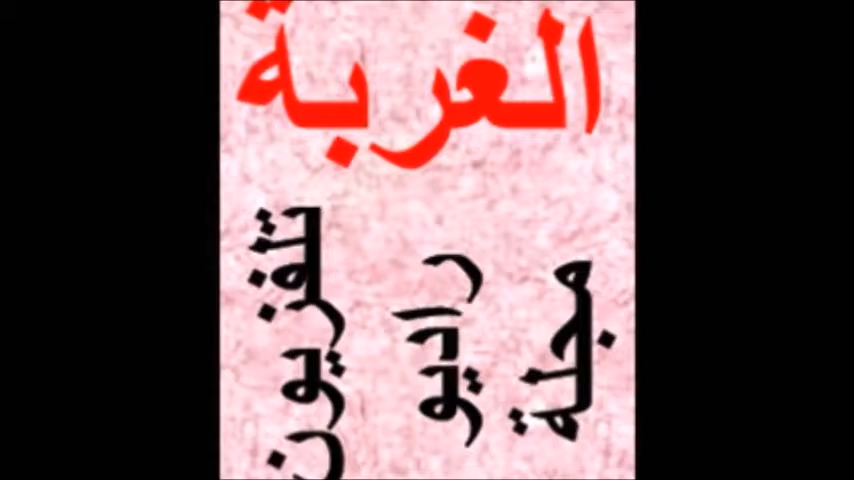 الغربة
مجلة
راديو
تلفزيون